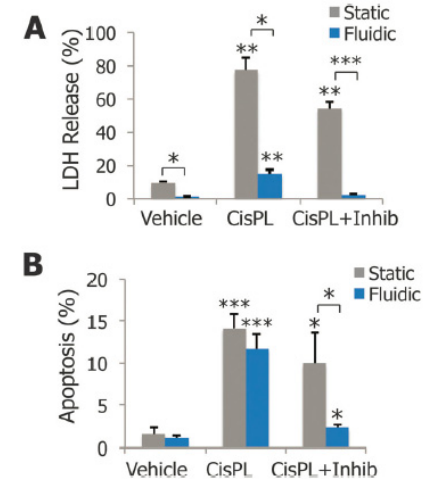 A
Static
Fluidic
LDH Release (%)
100
80
60
40
20
0
*
**
*
**
**
***
Vehicle
CisPL
CisPL+Inhib
B
Static
Fluidic
Apoptosis (%)
20
15
10
5
0
***
***
*
*
*
Vehicle
CisPL
CisPL+Inhib